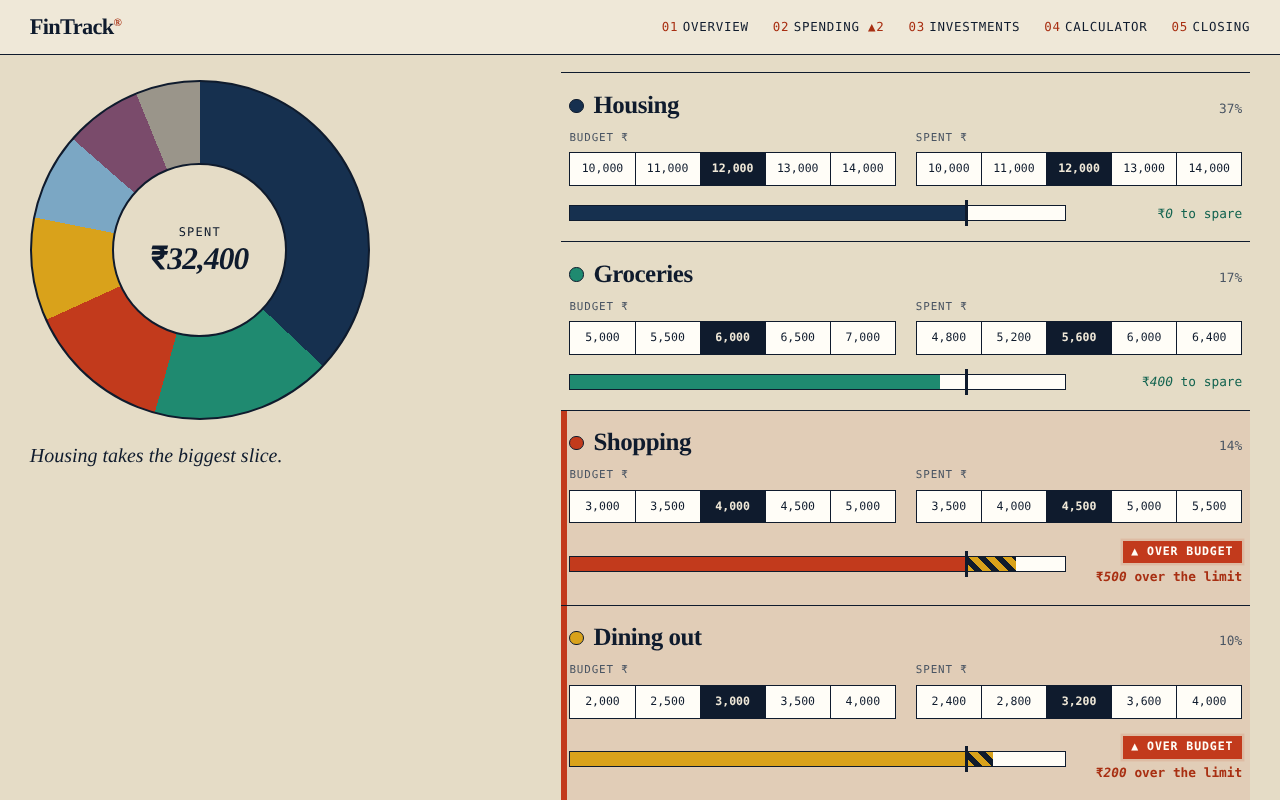 FinTrack®
01 OVERVIEW 02 SPENDING ▲2 03 INVESTMENTS 04 CALCULATOR 05 CLOSING
SPENT
₹32,400
Housing takes the biggest slice.
Housing 37%
BUDGET ₹ SPENT ₹
10,000 11,000 12,000 13,000 14,000 10,000 11,000 12,000 13,000 14,000
₹0 to spare
Groceries 17%
BUDGET ₹ SPENT ₹
5,000 5,500 6,000 6,500 7,000 4,800 5,200 5,600 6,000 6,400
₹400 to spare
Shopping 14%
BUDGET ₹ SPENT ₹
3,000 3,500 4,000 4,500 5,000 3,500 4,000 4,500 5,000 5,500
▲ OVER BUDGET
₹500 over the limit
Dining out 10%
BUDGET ₹ SPENT ₹
2,000 2,500 3,000 3,500 4,000 2,400 2,800 3,200 3,600 4,000
▲ OVER BUDGET
₹200 over the limit